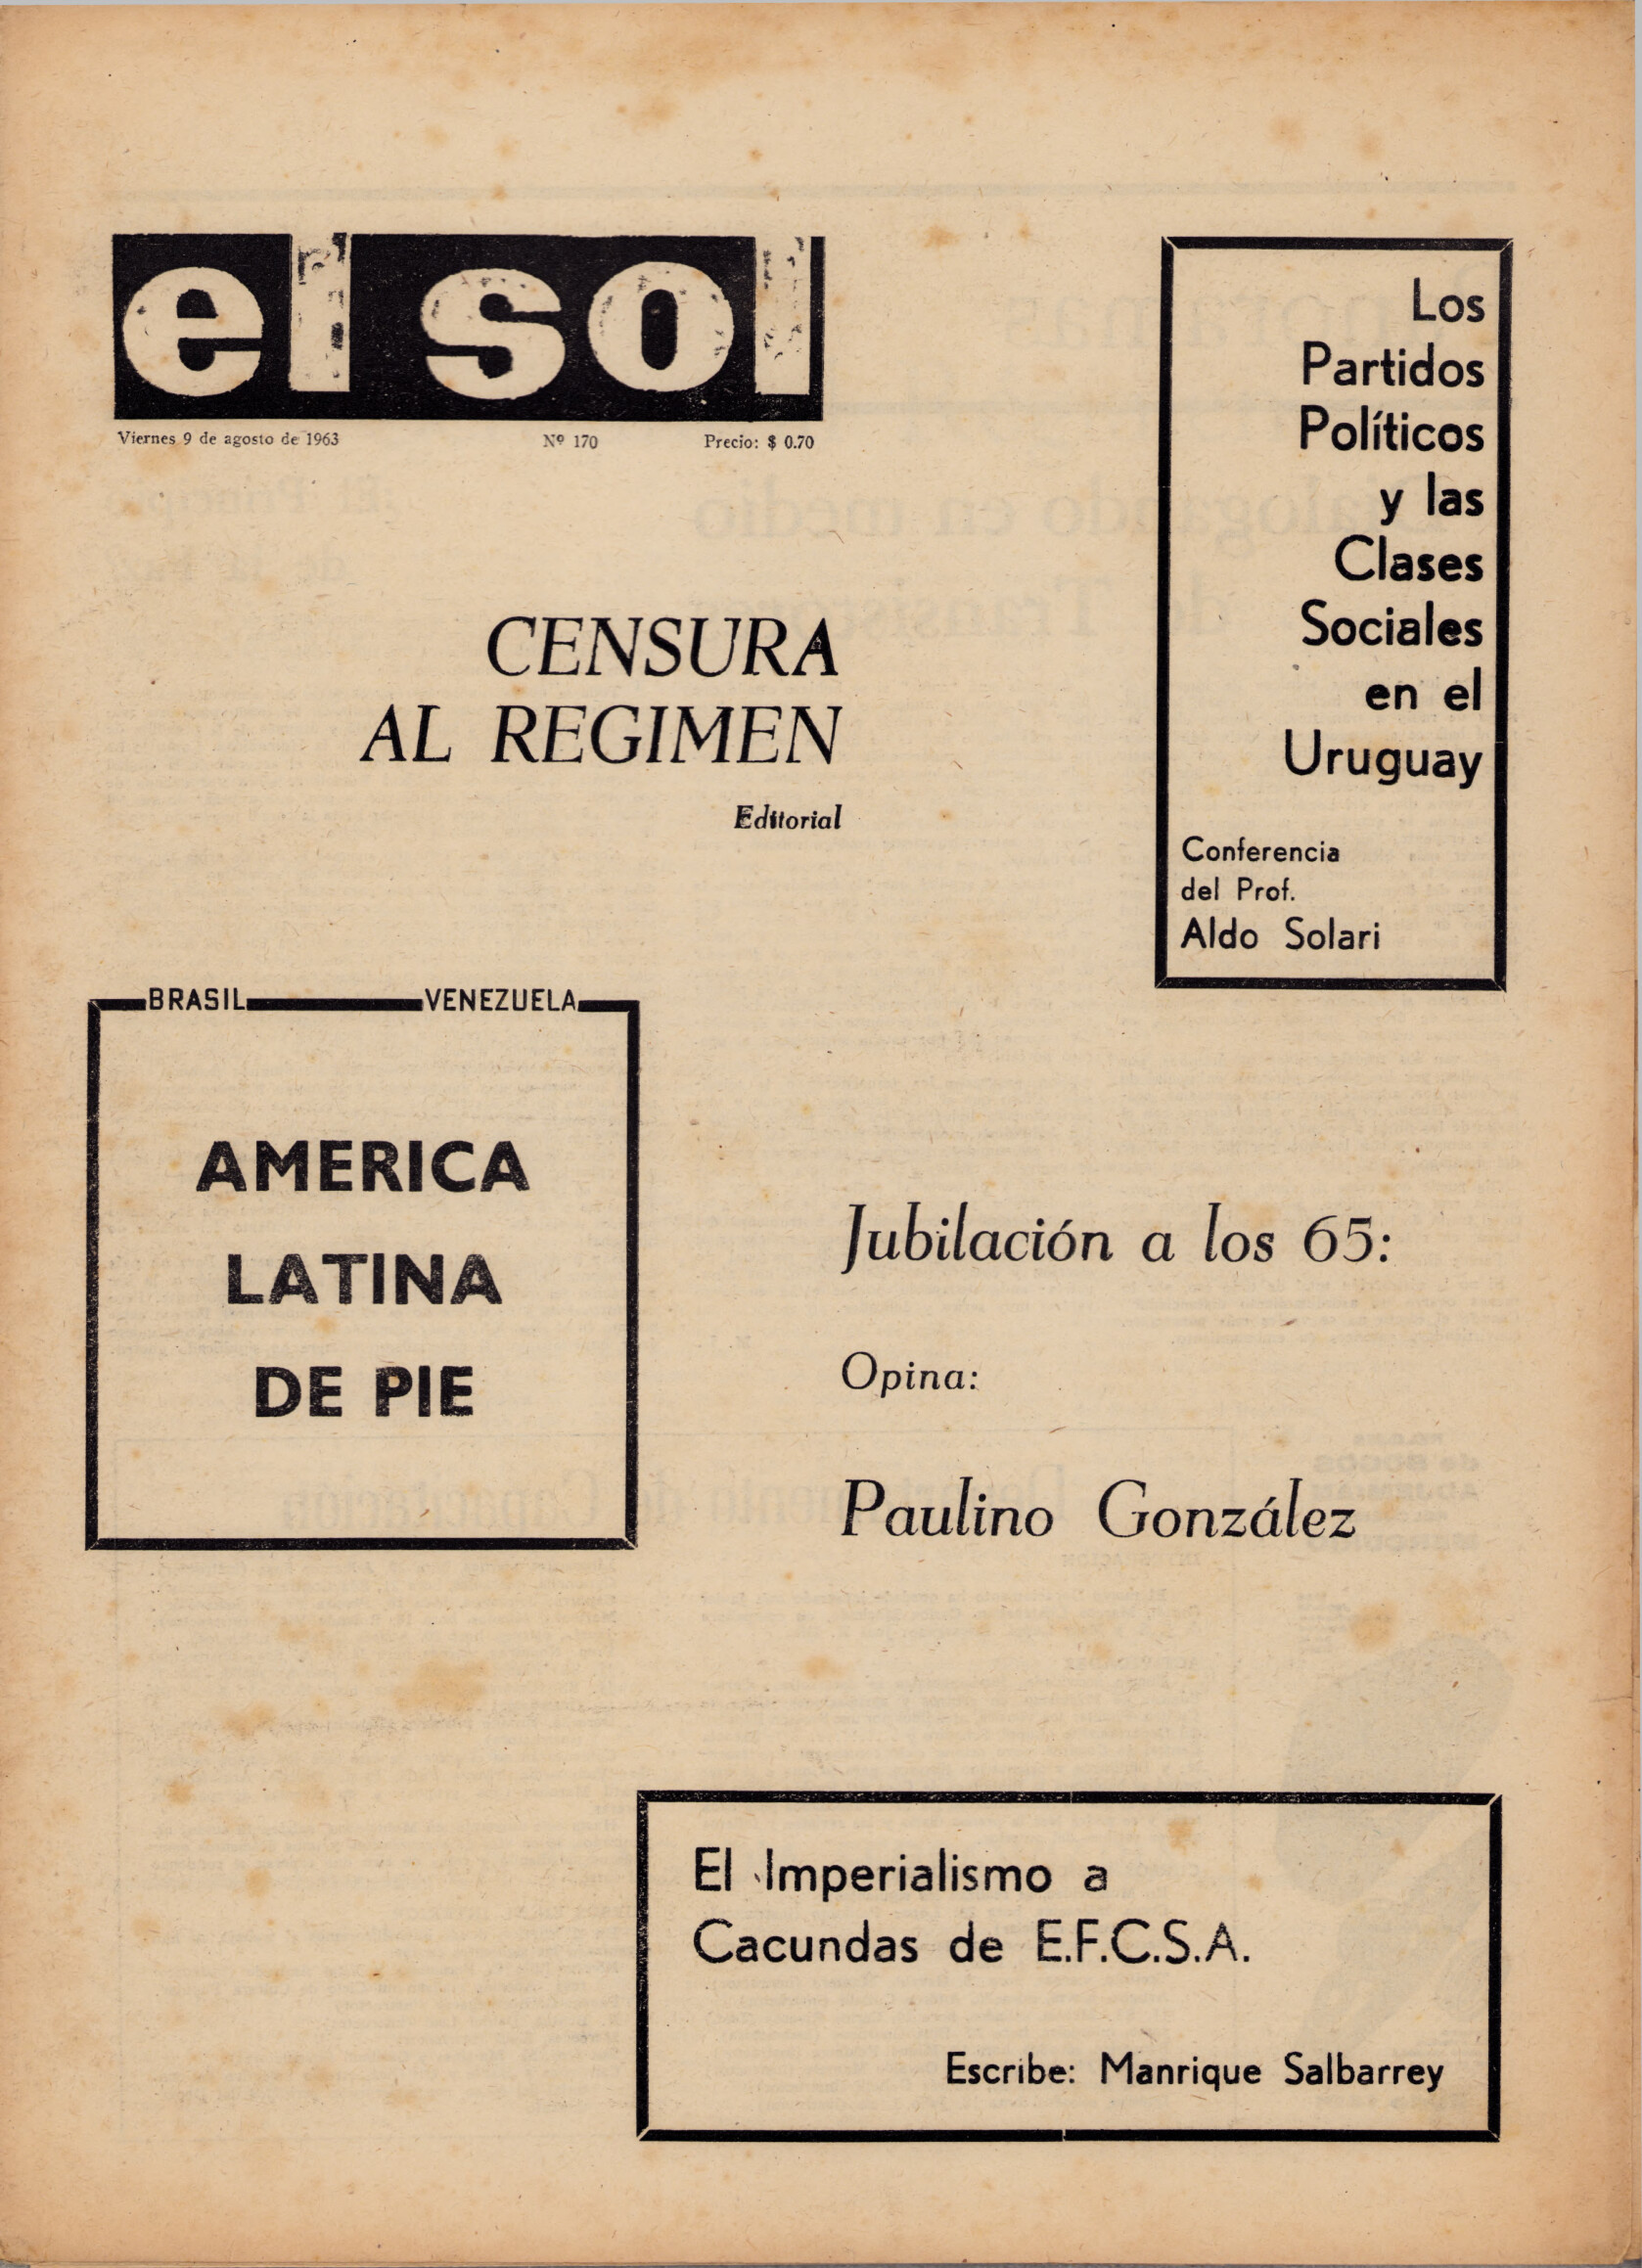 el sol
Viernes 9 de agosto de 1963 Nº 170 Precio: $ 0.70
Los
Partidos
Políticos
y las
Clases
Sociales
en el
Uruguay
Conferencia
del Prof.
Aldo Solari
CENSURA
AL REGIMEN
Editorial
BRASIL VENEZUELA
AMERICA
LATINA
DE PIE
Jubilación a los 65:
Opina:
Paulino González
El Imperialismo a
Cacundas de E.F.C.S.A.
Escribe: Manrique Salbarrey